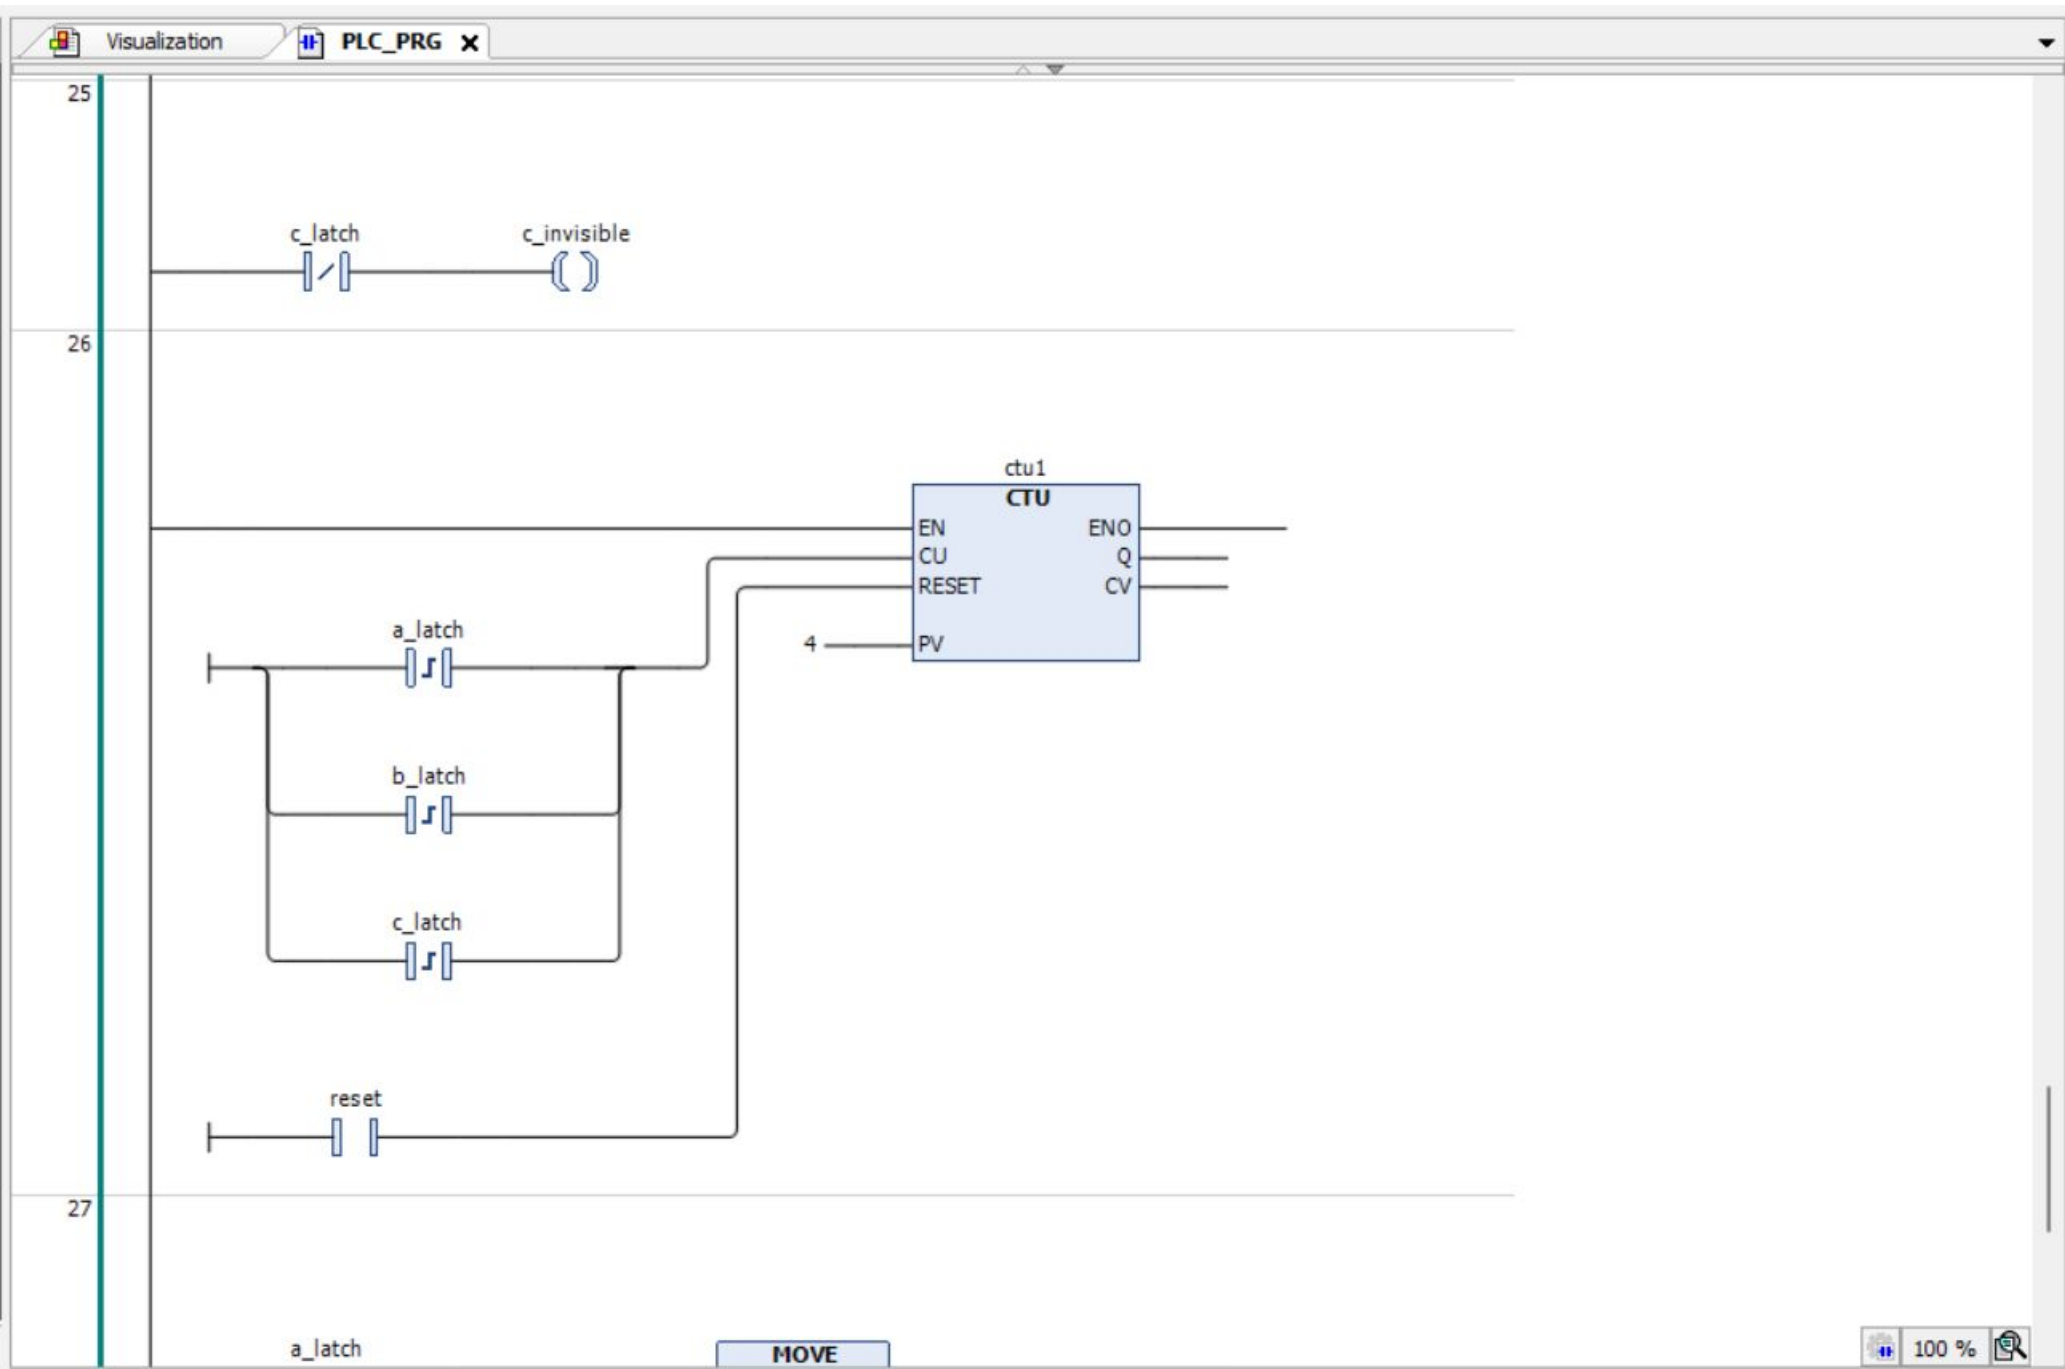 Visualization
PLC_PRG
25
c_latch
c_invisible
26
ctu1
CTU
EN ENO
CU Q
RESET CV
4 PV
a_latch
b_latch
c_latch
reset
27
a_latch
MOVE
100 %